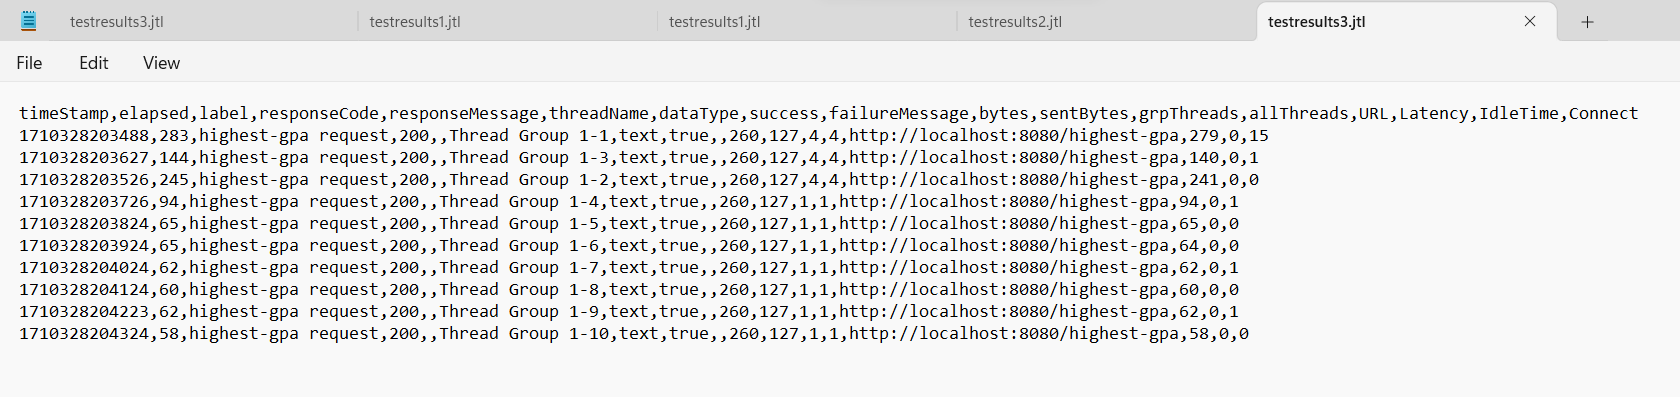 testresults3.jtl testresults1.jtl testresults1.jtl testresults2.jtl testresults3.jtl
File Edit View
timeStamp,elapsed,label,responseCode,responseMessage,threadName,dataType,success,failureMessage,bytes,sentBytes,grpThreads,allThreads,URL,Latency,IdleTime,Connect
1710328203488,283,highest-gpa request,200,,Thread Group 1-1,text,true,,260,127,4,4,http://localhost:8080/highest-gpa,279,0,15
1710328203627,144,highest-gpa request,200,,Thread Group 1-3,text,true,,260,127,4,4,http://localhost:8080/highest-gpa,140,0,1
1710328203526,245,highest-gpa request,200,,Thread Group 1-2,text,true,,260,127,4,4,http://localhost:8080/highest-gpa,241,0,0
1710328203726,94,highest-gpa request,200,,Thread Group 1-4,text,true,,260,127,1,1,http://localhost:8080/highest-gpa,94,0,1
1710328203824,65,highest-gpa request,200,,Thread Group 1-5,text,true,,260,127,1,1,http://localhost:8080/highest-gpa,65,0,0
1710328203924,65,highest-gpa request,200,,Thread Group 1-6,text,true,,260,127,1,1,http://localhost:8080/highest-gpa,64,0,0
1710328204024,62,highest-gpa request,200,,Thread Group 1-7,text,true,,260,127,1,1,http://localhost:8080/highest-gpa,62,0,1
1710328204124,60,highest-gpa request,200,,Thread Group 1-8,text,true,,260,127,1,1,http://localhost:8080/highest-gpa,60,0,0
1710328204223,62,highest-gpa request,200,,Thread Group 1-9,text,true,,260,127,1,1,http://localhost:8080/highest-gpa,62,0,1
1710328204324,58,highest-gpa request,200,,Thread Group 1-10,text,true,,260,127,1,1,http://localhost:8080/highest-gpa,58,0,0